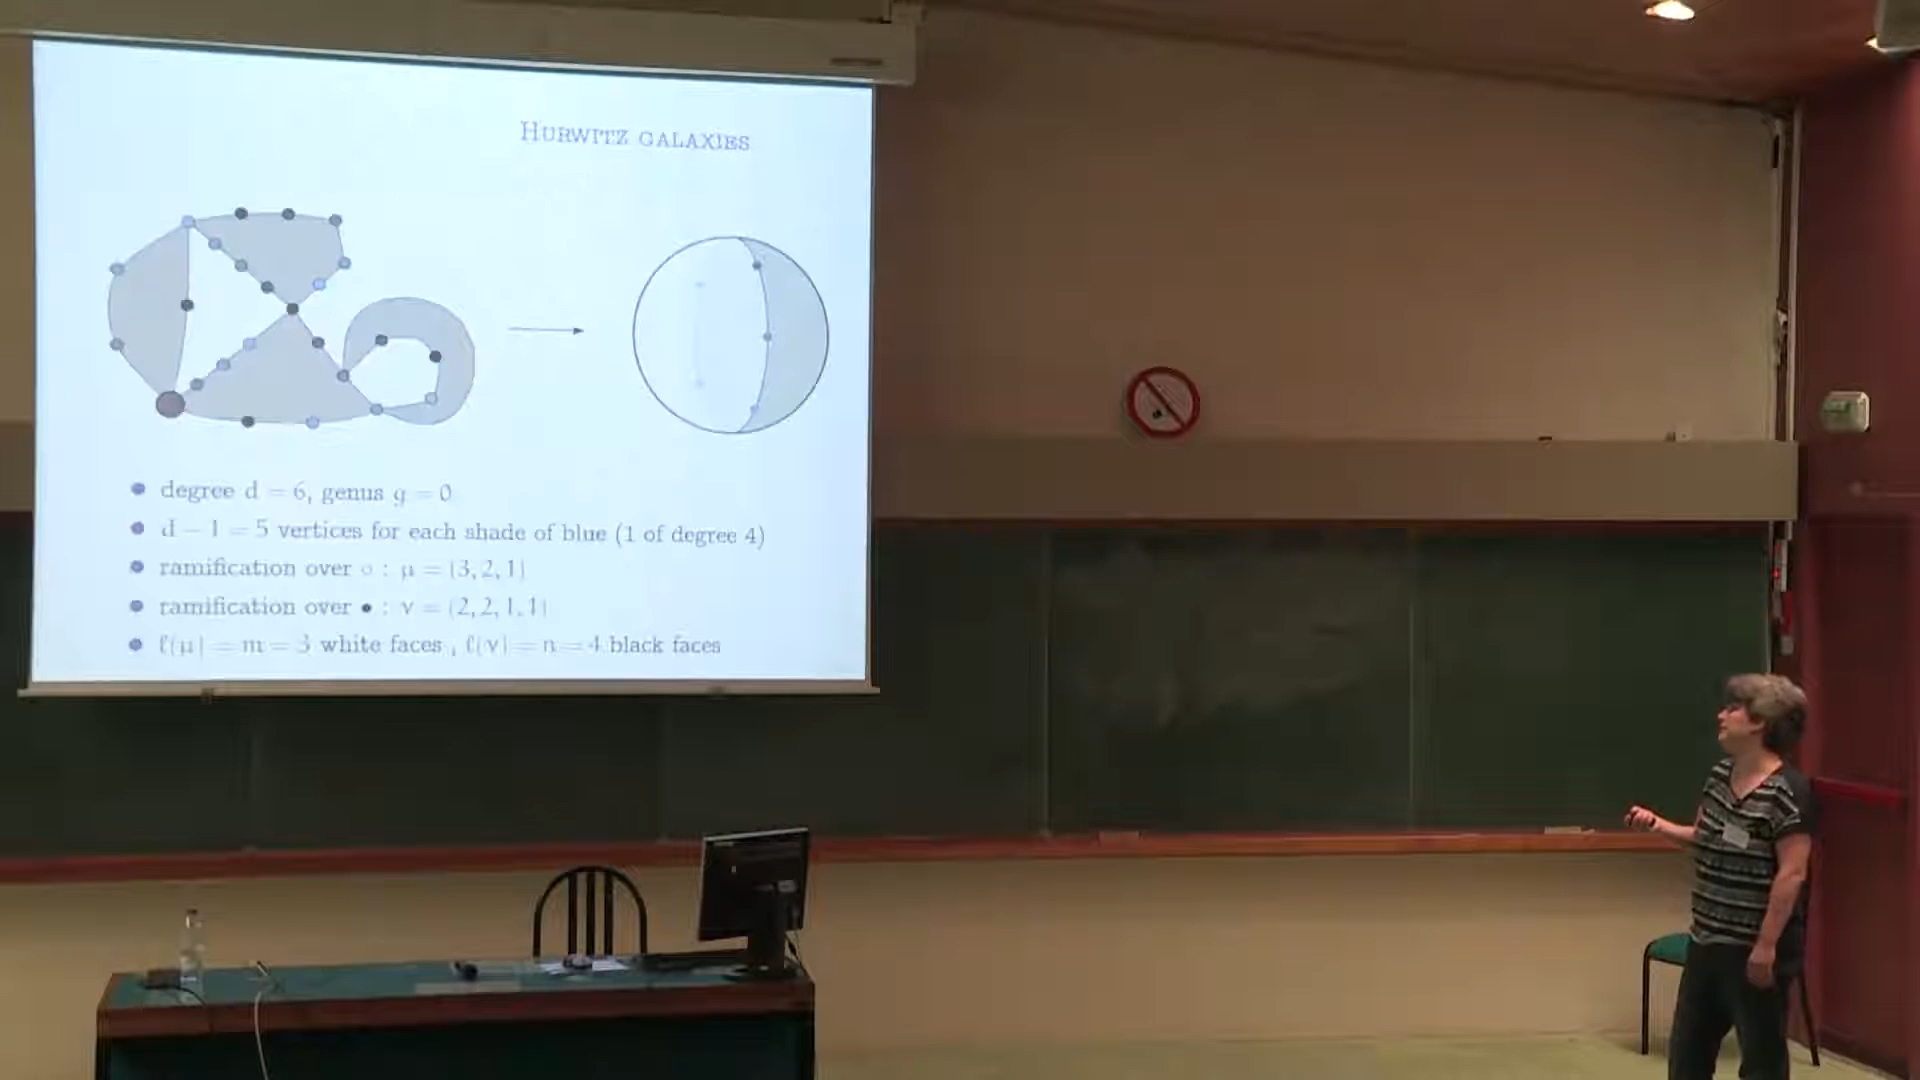 HURWITZ GALAXIES
• degree d = 6, genus g = 0
• d − 1 = 5 vertices for each shade of blue (1 of degree 4)
• ramification over ○ : μ = (3, 2, 1)
• ramification over ● : ν = (2, 2, 1, 1)
• ℓ(μ) = m = 3 white faces , ℓ(ν) = n = 4 black faces